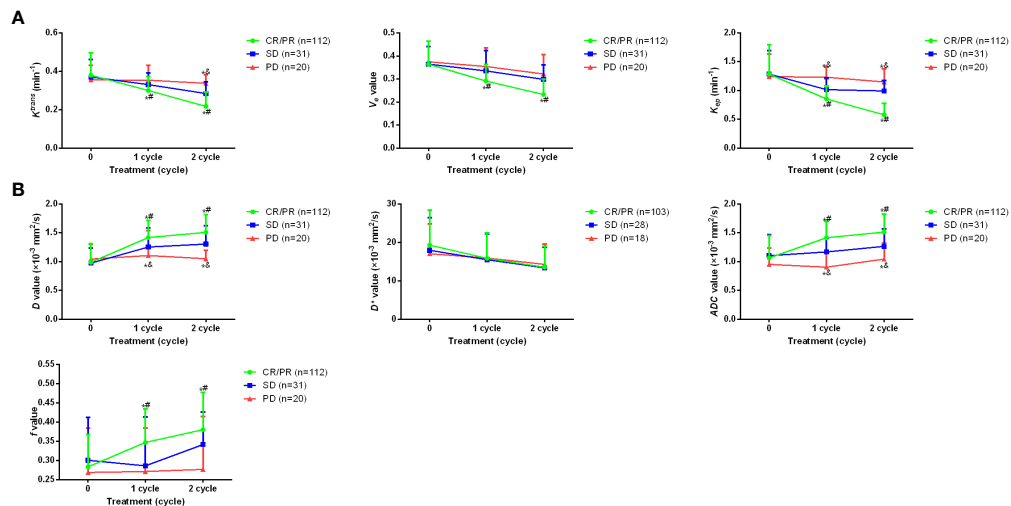 A
K^trans (min⁻¹)
0.6
0.4
0.2
0.0
*&
*#
*#
0
1 cycle
2 cycle
Treatment (cycle)
CR/PR (n=112)
SD (n=31)
PD (n=20)
Vₑ value
0.5
0.4
0.3
0.2
0.1
0.0
*#
*#
0
1 cycle
2 cycle
Treatment (cycle)
CR/PR (n=112)
SD (n=31)
PD (n=20)
K_ep (min⁻¹)
2.0
1.5
1.0
0.5
0.0
*&
*&
*#
*#
0
1 cycle
2 cycle
Treatment (cycle)
CR/PR (n=112)
SD (n=31)
PD (n=20)
B
D value (×10⁻³ mm²/s)
2.0
1.5
1.0
0.5
0.0
*#
*#
*&
*&
0
1 cycle
2 cycle
Treatment (cycle)
CR/PR (n=112)
SD (n=31)
PD (n=20)
D* value (×10⁻³ mm²/s)
30
20
10
0
0
1 cycle
2 cycle
Treatment (cycle)
CR/PR (n=103)
SD (n=28)
PD (n=18)
ADC value (×10⁻³ mm²/s)
2.0
1.5
1.0
0.5
0.0
*#
*#
*&
*&
0
1 cycle
2 cycle
Treatment (cycle)
CR/PR (n=112)
SD (n=31)
PD (n=20)
f value
0.55
0.50
0.45
0.40
0.35
0.30
0.25
*#
*#
0
1 cycle
2 cycle
Treatment (cycle)
CR/PR (n=112)
SD (n=31)
PD (n=20)